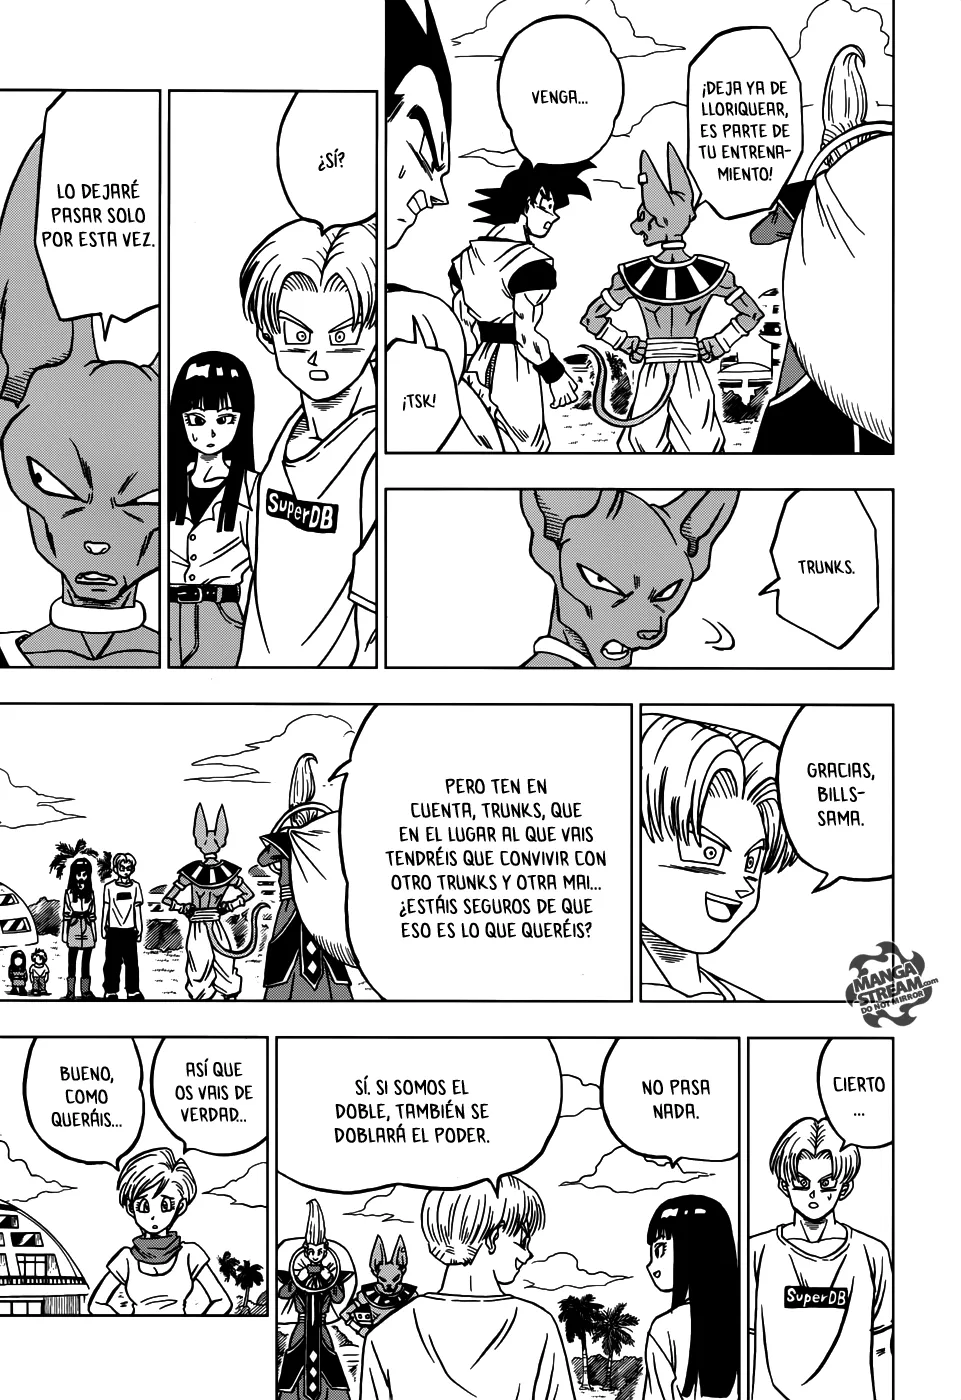 ¡DEJA YA DE
LLORIQUEAR,
ES PARTE DE
TU ENTRENA-
MIENTO!
VENGA...
¡TSK!
TRUNKS.
¿SÍ?
SuperDB
LO DEJARÉ
PASAR SOLO
POR ESTA VEZ.
GRACIAS,
BILLS-
SAMA.
PERO TEN EN
CUENTA, TRUNKS, QUE
EN EL LUGAR AL QUE VAIS
TENDRÉIS QUE CONVIVIR CON
OTRO TRUNKS Y OTRA MAI...
¿ESTÁIS SEGUROS DE QUE
ESO ES LO QUE QUERÉIS?
MANGA
STREAM.com
DO NOT MIRROR
CIERTO
...
SuperDB
NO PASA
NADA.
SÍ. SI SOMOS EL
DOBLE, TAMBIÉN SE
DOBLARÁ EL PODER.
ASÍ QUE
OS VAIS DE
VERDAD...
BUENO,
COMO
QUERÁIS...